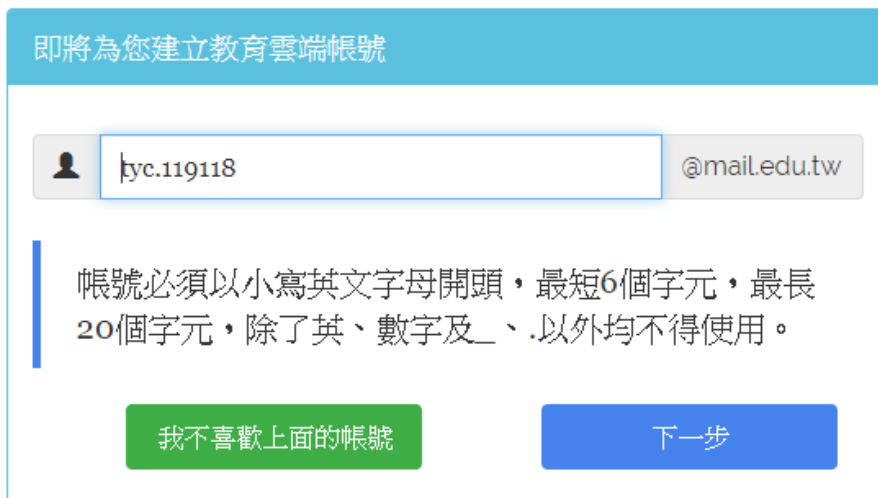 即將為您建立教育雲端帳號
tyc.119118
@mail.edu.tw
帳號必須以小寫英文字母開頭，最短6個字元，最長
20個字元，除了英、數字及_、.以外均不得使用。
我不喜歡上面的帳號
下一步